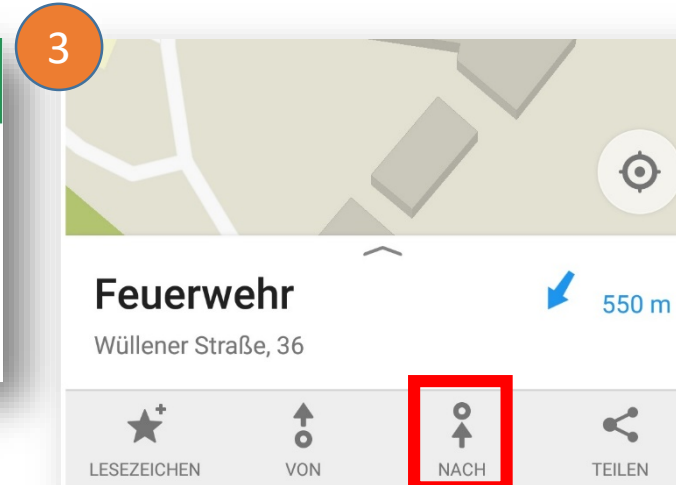 3
Feuerwehr
550 m
Wüllener Straße, 36
LESEZEICHEN VON NACH TEILEN